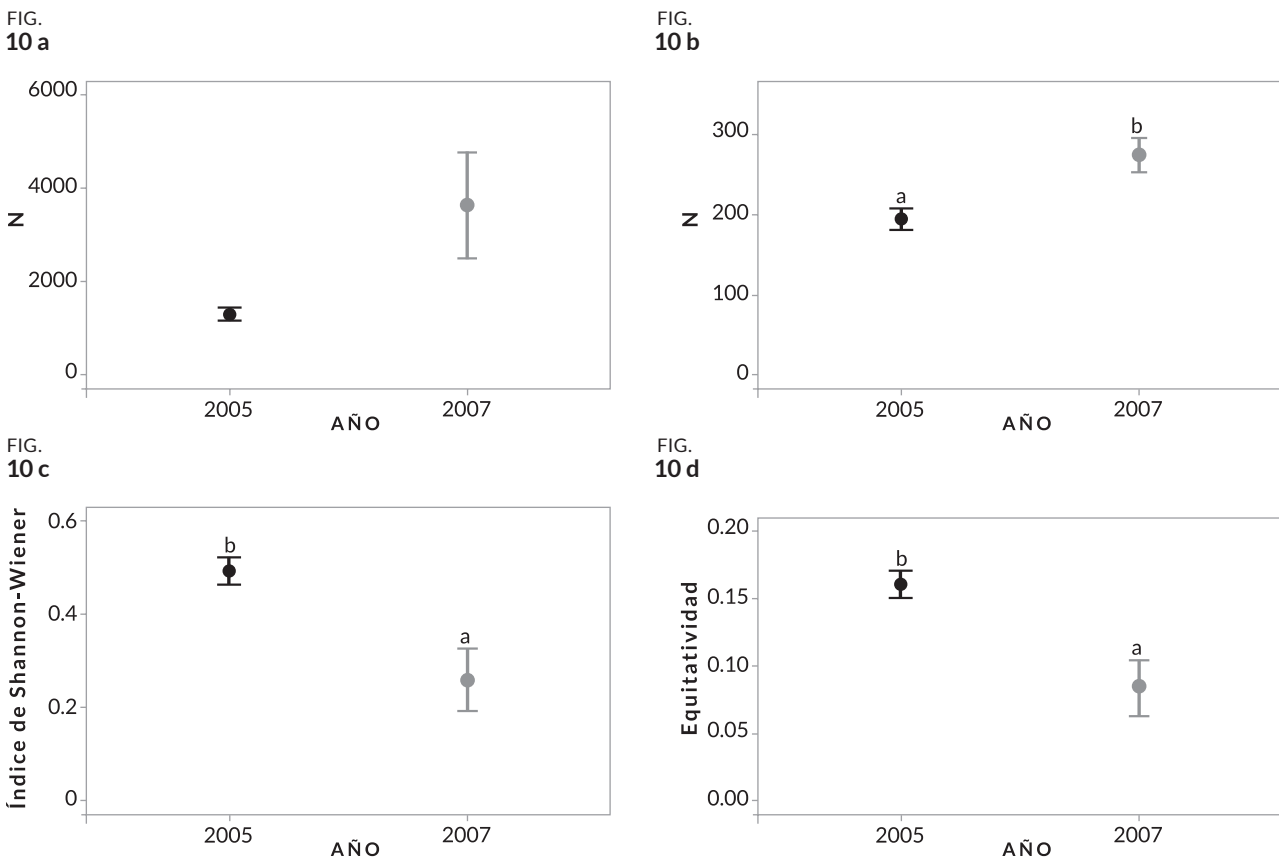 FIG.
10 a
6000
4000
2000
0
N
2005
2007
AÑO
FIG.
10 b
300
200
100
0
N
a
b
2005
2007
AÑO
FIG.
10 c
0.6
0.4
0.2
0
Índice de Shannon-Wiener
b
a
2005
2007
AÑO
FIG.
10 d
0.20
0.15
0.10
0.05
0.00
Equitatividad
b
a
2005
2007
AÑO